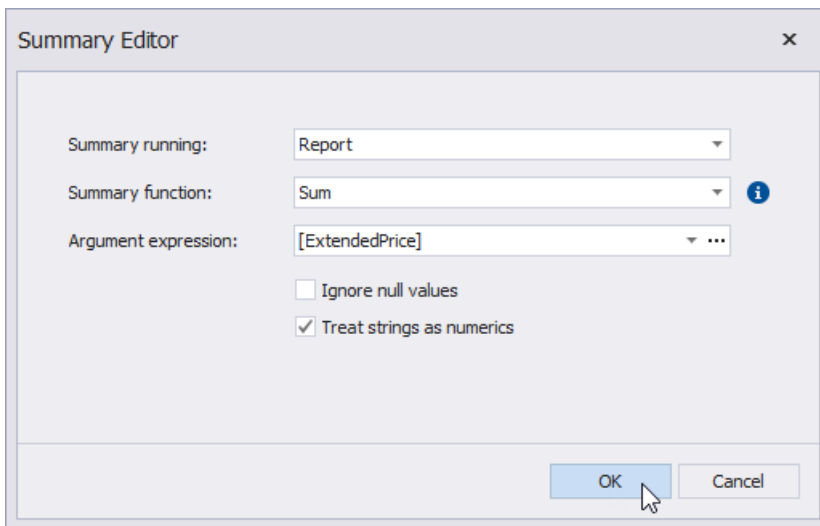 Summary Editor
Summary running: Report
Summary function: Sum
Argument expression: [ExtendedPrice] ...
Ignore null values
Treat strings as numerics
OK Cancel